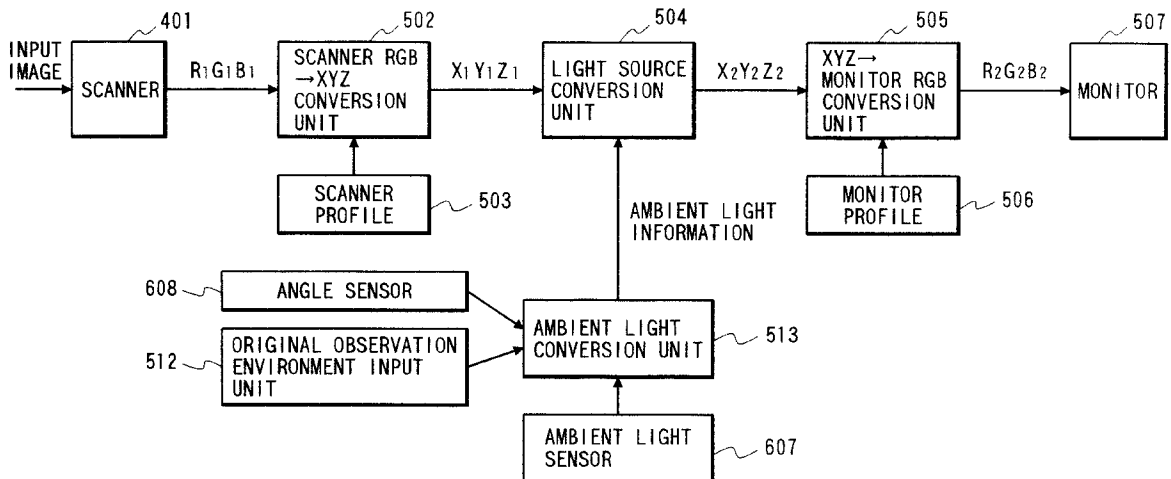 401
502
504
505
507
INPUT
IMAGE
SCANNER
R1G1B1
SCANNER RGB
→XYZ
CONVERSION
UNIT
X1Y1Z1
LIGHT SOURCE
CONVERSION
UNIT
X2Y2Z2
XYZ→
MONITOR RGB
CONVERSION
UNIT
R2G2B2
MONITOR
SCANNER
PROFILE
503
AMBIENT LIGHT
INFORMATION
MONITOR
PROFILE
506
608
ANGLE SENSOR
512
ORIGINAL OBSERVATION
ENVIRONMENT INPUT
UNIT
AMBIENT LIGHT
CONVERSION UNIT
513
AMBIENT LIGHT
SENSOR
607